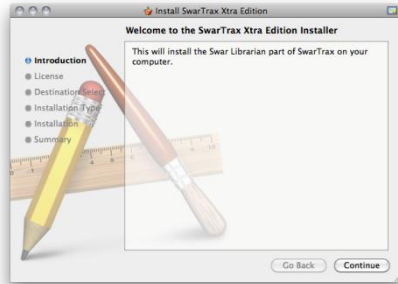 Install SwarTrax Xtra Edition
Welcome to the SwarTrax Xtra Edition Installer
Introduction
License
Destination Select
Installation Type
Installation
Summary
This will install the Swar Librarian part of SwarTrax on your
computer.
Go Back
Continue